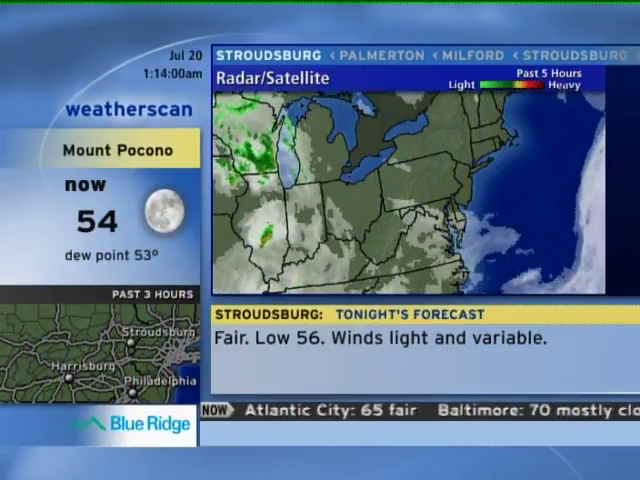 Jul 20
1:14:00am
weatherscan
Mount Pocono
now
54
dew point 53°
PAST 3 HOURS
Stroudsburg
Harrisburg
Philadelphia
Blue Ridge
STROUDSBURG < PALMERTON < MILFORD < STROUDSBURG
Radar/Satellite
Past 5 Hours
Light Heavy
STROUDSBURG: TONIGHT'S FORECAST
Fair. Low 56. Winds light and variable.
NOW Atlantic City: 65 fair Baltimore: 70 mostly clo